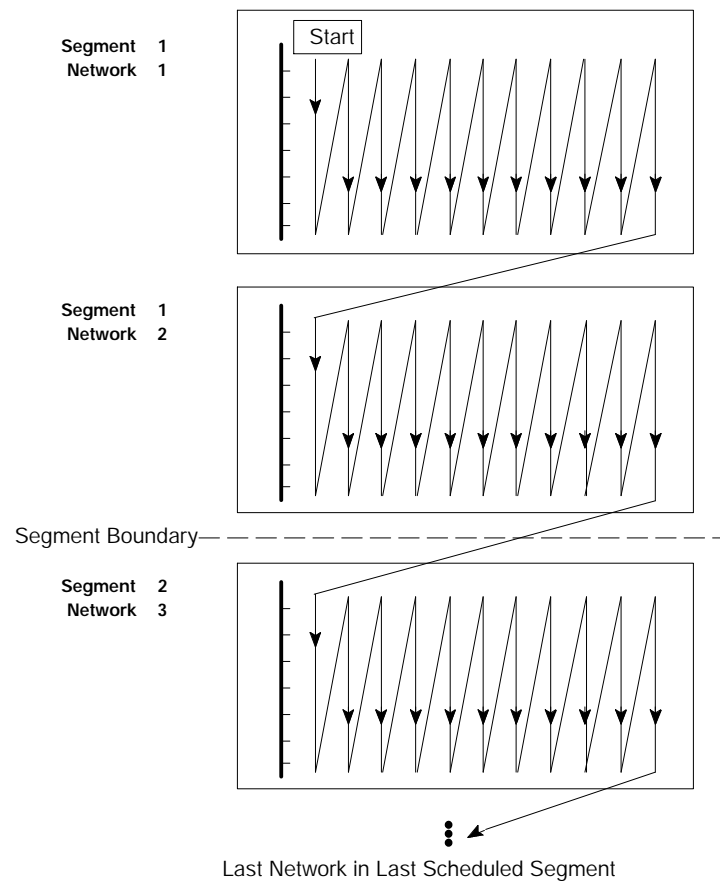 Start
Segment 1
Network 1
Segment 1
Network 2
Segment Boundary
Segment 2
Network 3
Last Network in Last Scheduled Segment